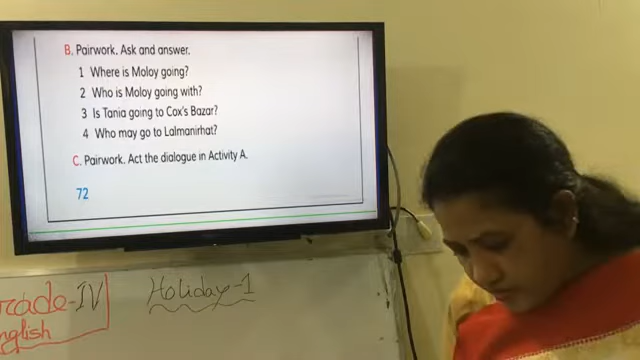 B. Pairwork. Ask and answer.
1 Where is Moloy going?
2 Who is Moloy going with?
3 Is Tania going to Cox's Bazar?
4 Who may go to Lalmanirhat?
C. Pairwork. Act the dialogue in Activity A.
72
rade-IV
nglish
Holiday-1